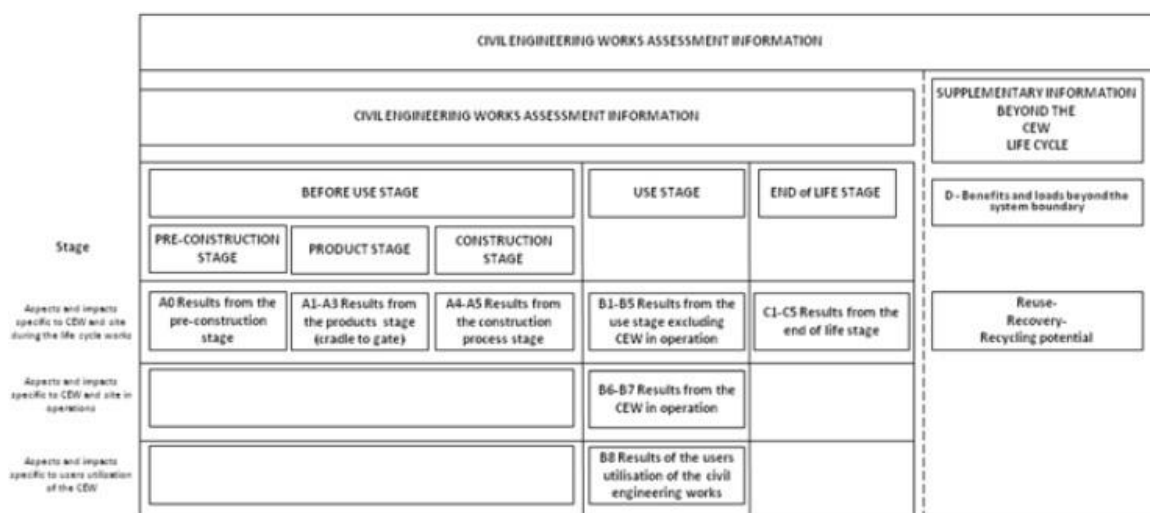 CIVIL ENGINEERING WORKS ASSESSMENT INFORMATION
CIVIL ENGINEERING WORKS ASSESSMENT INFORMATION
SUPPLEMENTARY INFORMATION
BEYOND THE
CEW
LIFE CYCLE
BEFORE USE STAGE
USE STAGE
END of LIFE STAGE
D - Benefits and loads beyond the
system boundary
Stage
PRE-CONSTRUCTION
STAGE
PRODUCT STAGE
CONSTRUCTION
STAGE
Aspects and impacts
specific to CEW and site
during the life cycle works
A0 Results from the
pre-construction
stage
A1-A3 Results from
the products stage
(cradle to gate)
A4-A5 Results from
the construction
process stage
B1-B5 Results from the
use stage excluding
CEW in operation
C1-C5 Results from the
end of life stage
Reuse-
Recovery-
Recycling potential
Aspects and impacts
specific to CEW and site in
operations
B6-B7 Results from the
CEW in operation
Aspects and impacts
specific to users utilisation
of the CEW
B8 Results of the users
utilisation of the civil
engineering works